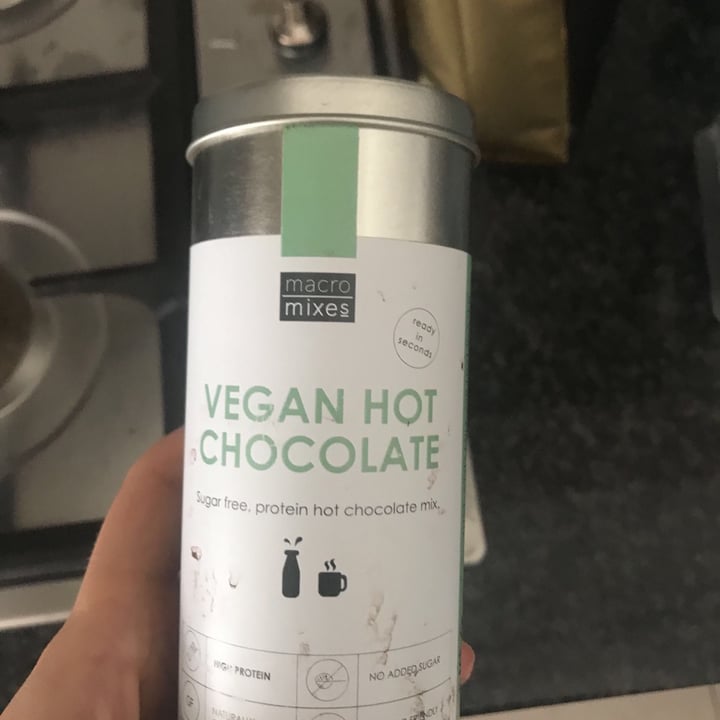 macro
mixes
ready
in
seconds
VEGAN HOT
CHOCOLATE
Sugar free, protein hot chocolate mix.
HIGH PROTEIN
NO ADDED SUGAR
GF